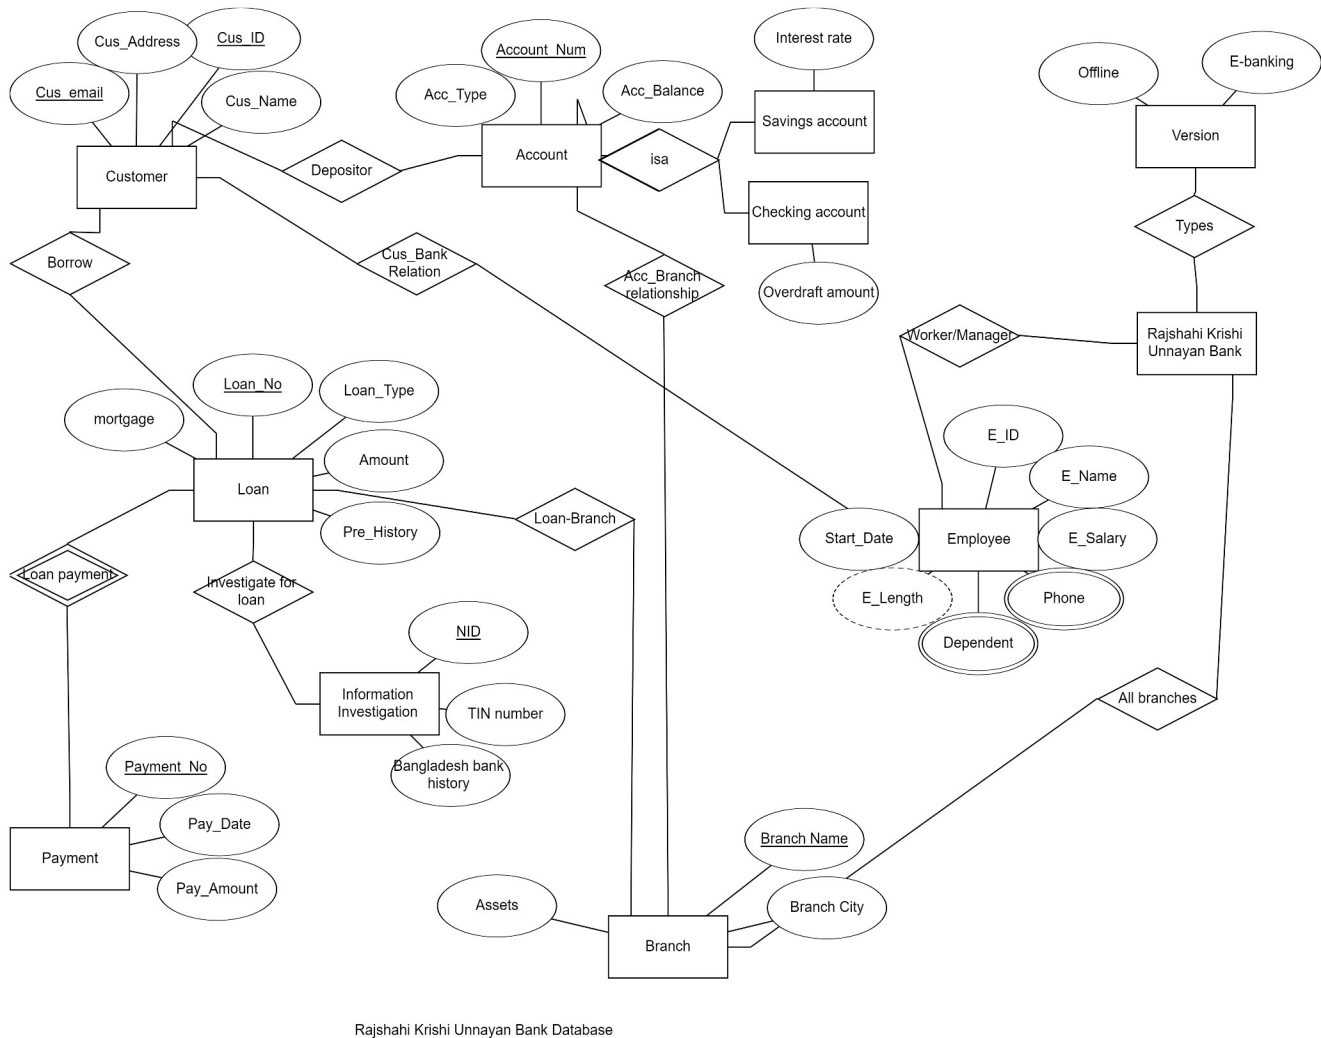 Cus_Address
Cus_ID
Cus_email
Cus_Name
Customer
Depositor
Account_Num
Acc_Type
Acc_Balance
Account
isa
Interest rate
Savings account
Checking account
Overdraft amount
Offline
E-banking
Version
Types
Rajshahi Krishi
Unnayan Bank
Worker/Manager
Borrow
Cus_Bank
Relation
Acc_Branch
relationship
Loan_No
Loan_Type
mortgage
Amount
Loan
Pre_History
Loan-Branch
E_ID
E_Name
Start_Date
Employee
E_Salary
E_Length
Phone
Dependent
Loan payment
Investigate for
loan
NID
Information
Investigation
TIN number
Bangladesh bank
history
All branches
Payment_No
Pay_Date
Payment
Pay_Amount
Branch Name
Assets
Branch City
Branch
Rajshahi Krishi Unnayan Bank Database